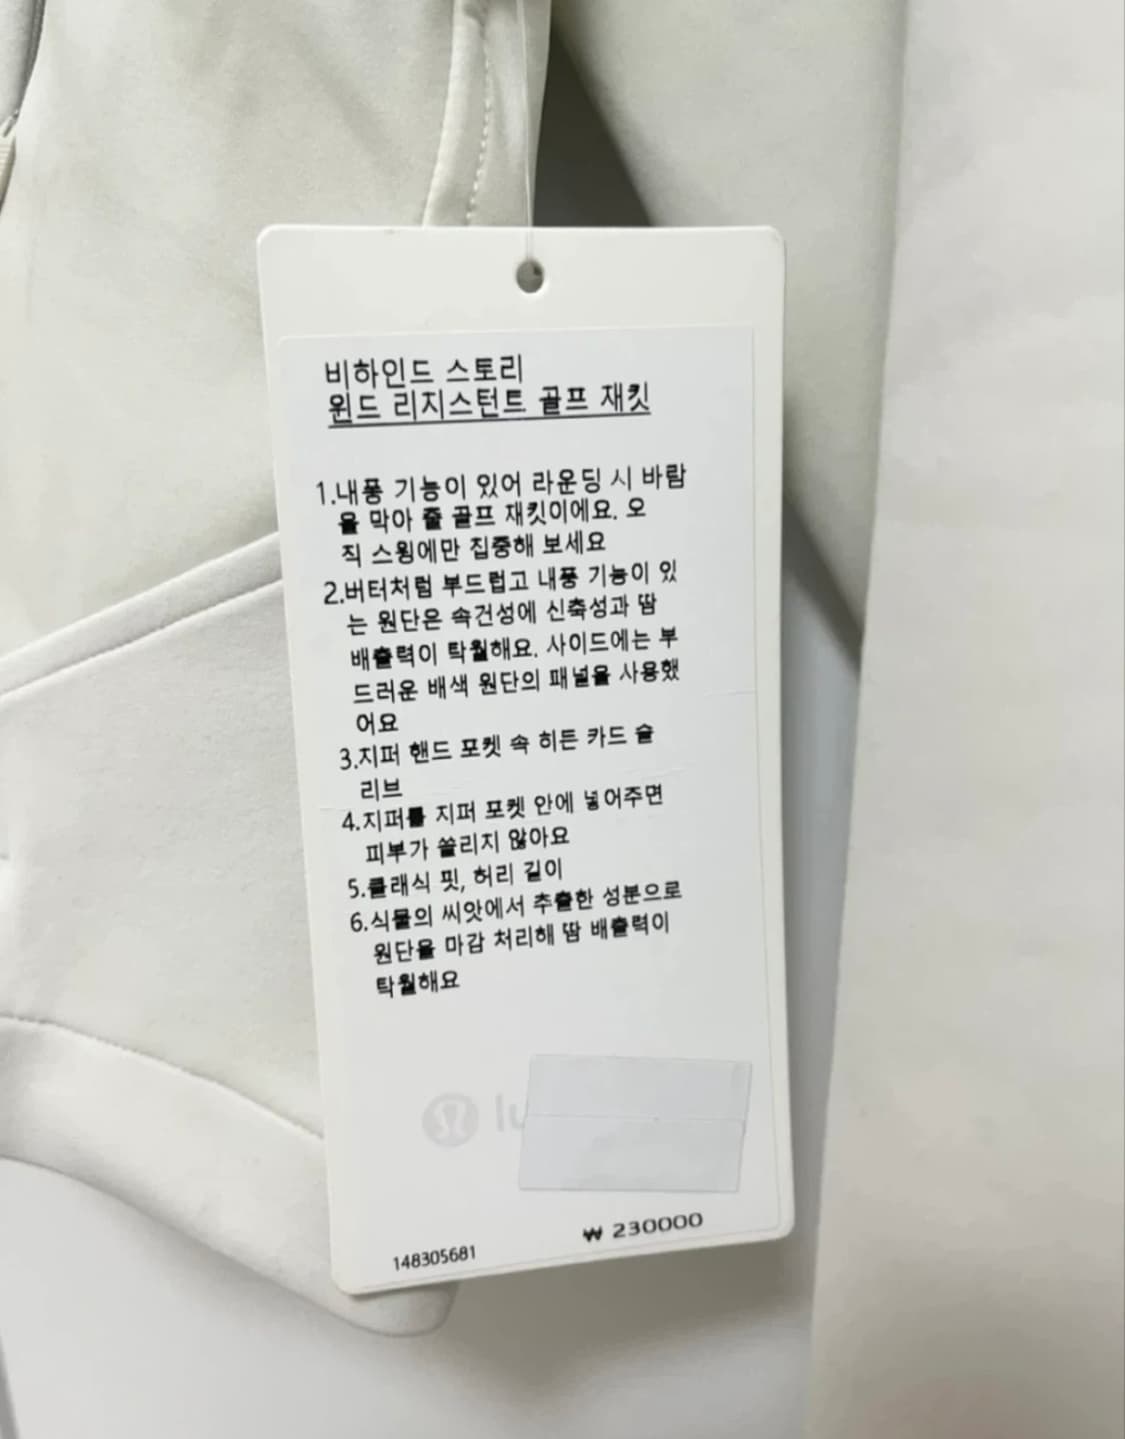 비하인드 스토리
윈드 리지스턴트 골프 재킷
1.내풍 기능이 있어 라운딩 시 바람
을 막아 줄 골프 재킷이에요. 오
직 스윙에만 집중해 보세요
2.버터처럼 부드럽고 내풍 기능이 있
는 원단은 속건성에 신축성과 땀
배출력이 탁월해요. 사이드에는 부
드러운 배색 원단의 패널을 사용했
어요
3.지퍼 핸드 포켓 속 히든 카드 슬
리브
4.지퍼를 지퍼 포켓 안에 넣어주면
피부가 쓸리지 않아요
5.클래식 핏, 허리 길이
6.식물의 씨앗에서 추출한 성분으로
원단을 마감 처리해 땀 배출력이
탁월해요
lu
₩ 230000
148305681